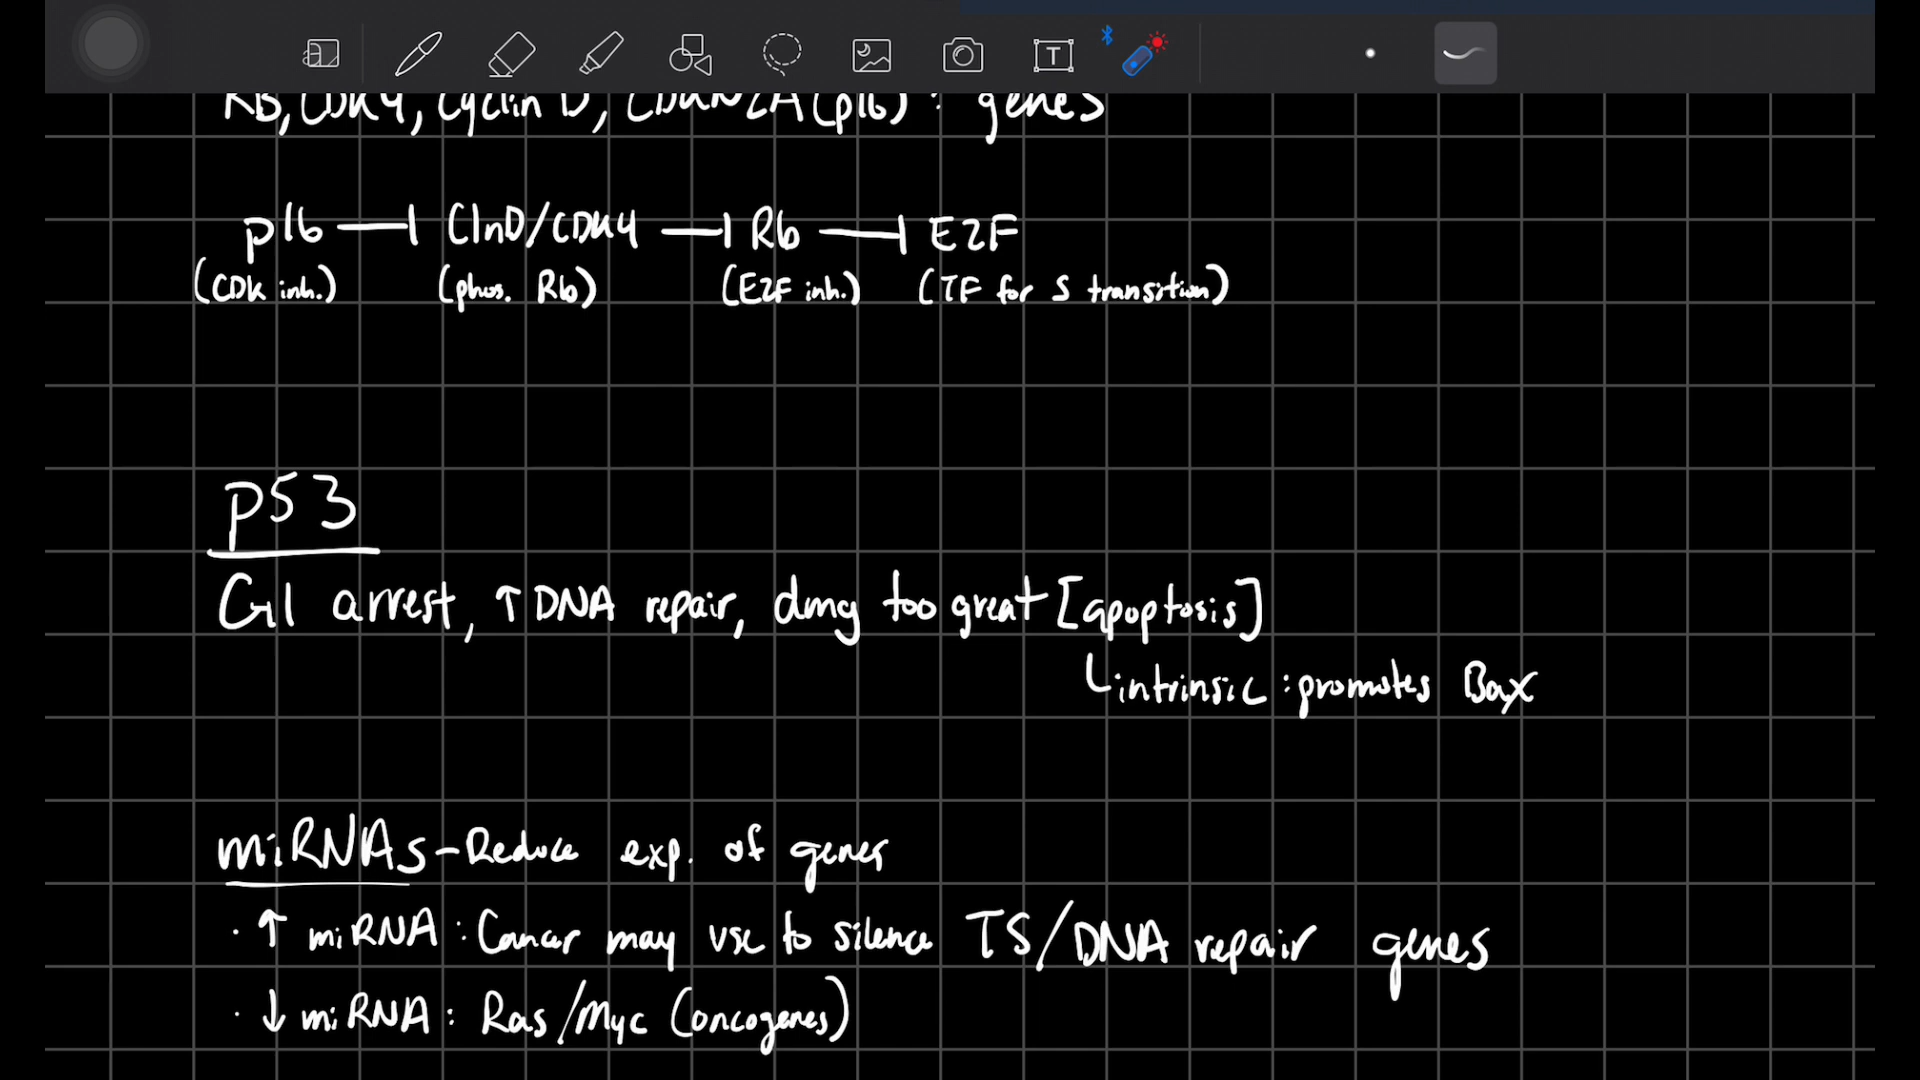 RB, CDK4, Cyclin D, CDKN2A (p16) : genes
p16 ⊣ ClnD/CDK4 ⊣ Rb ⊣ E2F
(CDK inh.) (phos. Rb) (E2F inh.) (TF for S transition)
p53
G1 arrest, ↑ DNA repair, dmg too great [apoptosis]
intrinsic : promotes Bax
miRNAs - Reduce exp. of genes
· ↑ miRNA : Cancer may use to silence TS/DNA repair genes
· ↓ miRNA : Ras/Myc (oncogenes)